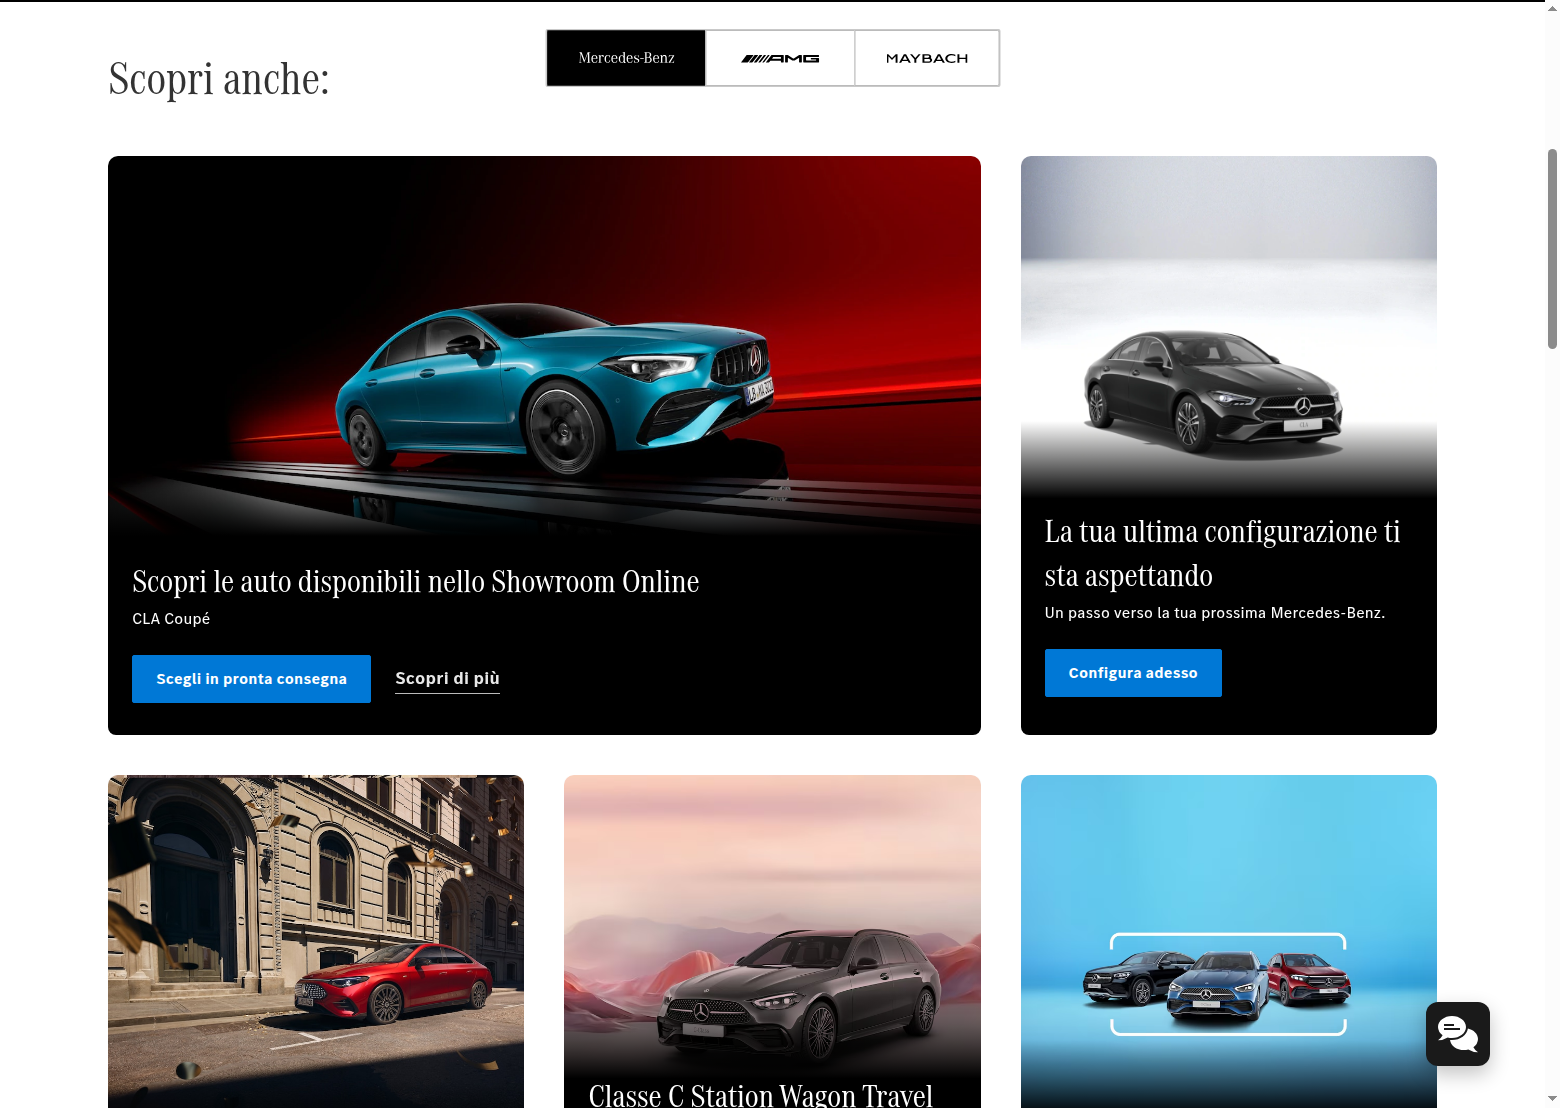 Scopri anche:
Mercedes-Benz
AMG
MAYBACH
Scopri le auto disponibili nello Showroom Online
CLA Coupé
Scegli in pronta consegna
Scopri di più
La tua ultima configurazione ti
sta aspettando
Un passo verso la tua prossima Mercedes-Benz.
Configura adesso
Classe C Station Wagon Travel